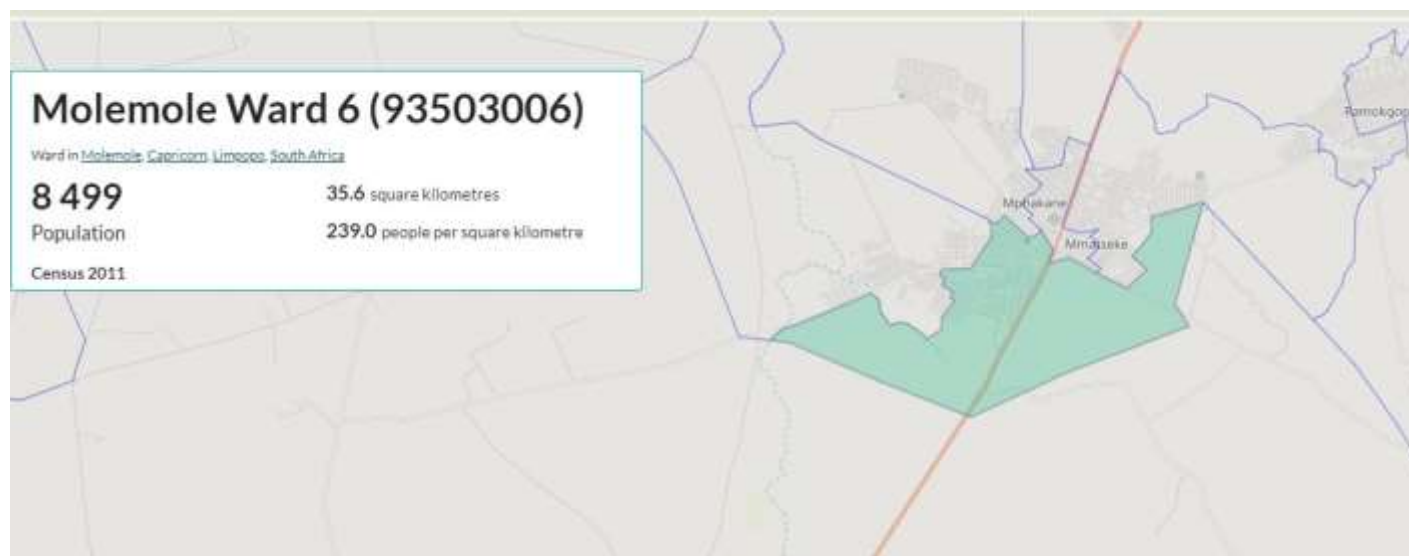 Molemole Ward 6 (93503006)
Ward in Molemole, Capricorn, Limpopo, South Africa
8 499
Population
35.6 square kilometres
239.0 people per square kilometre
Census 2011
Mphakane
Mmatseke
Ramokgop